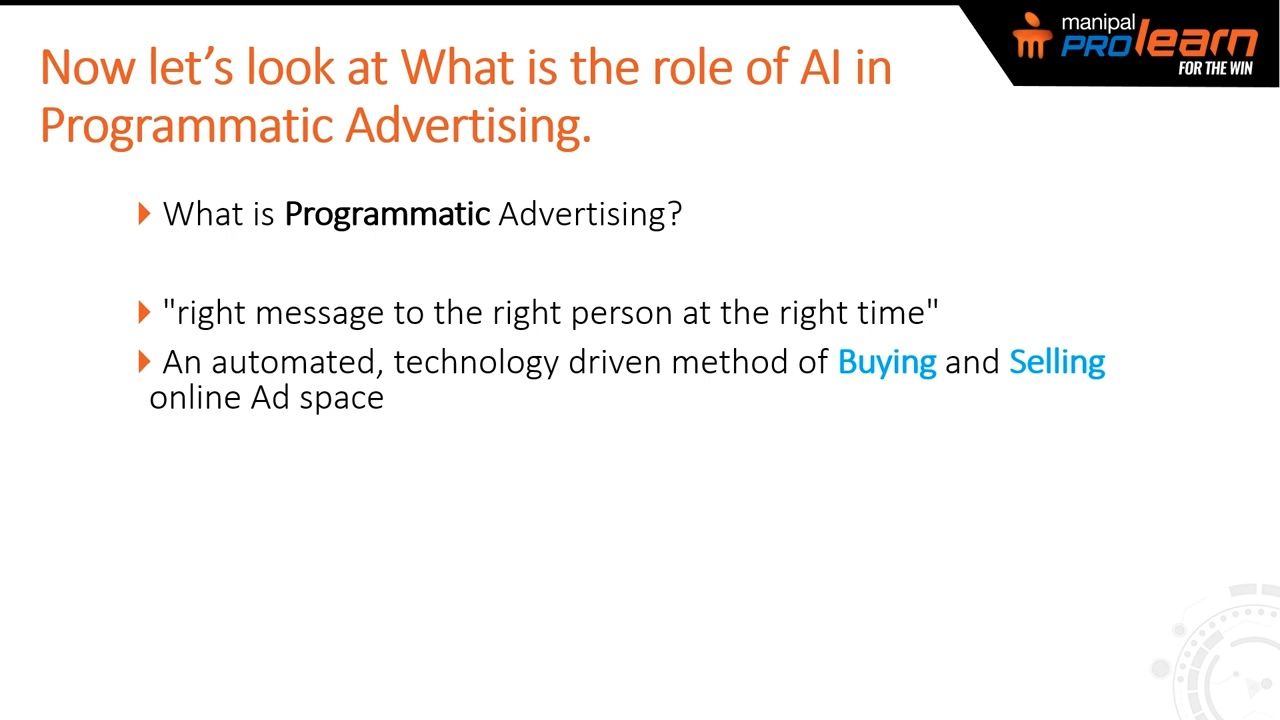 manipal
PROlearn
FOR THE WIN
Now let’s look at What is the role of AI in
Programmatic Advertising.
What is Programmatic Advertising?
"right message to the right person at the right time"
An automated, technology driven method of Buying and Selling
online Ad space